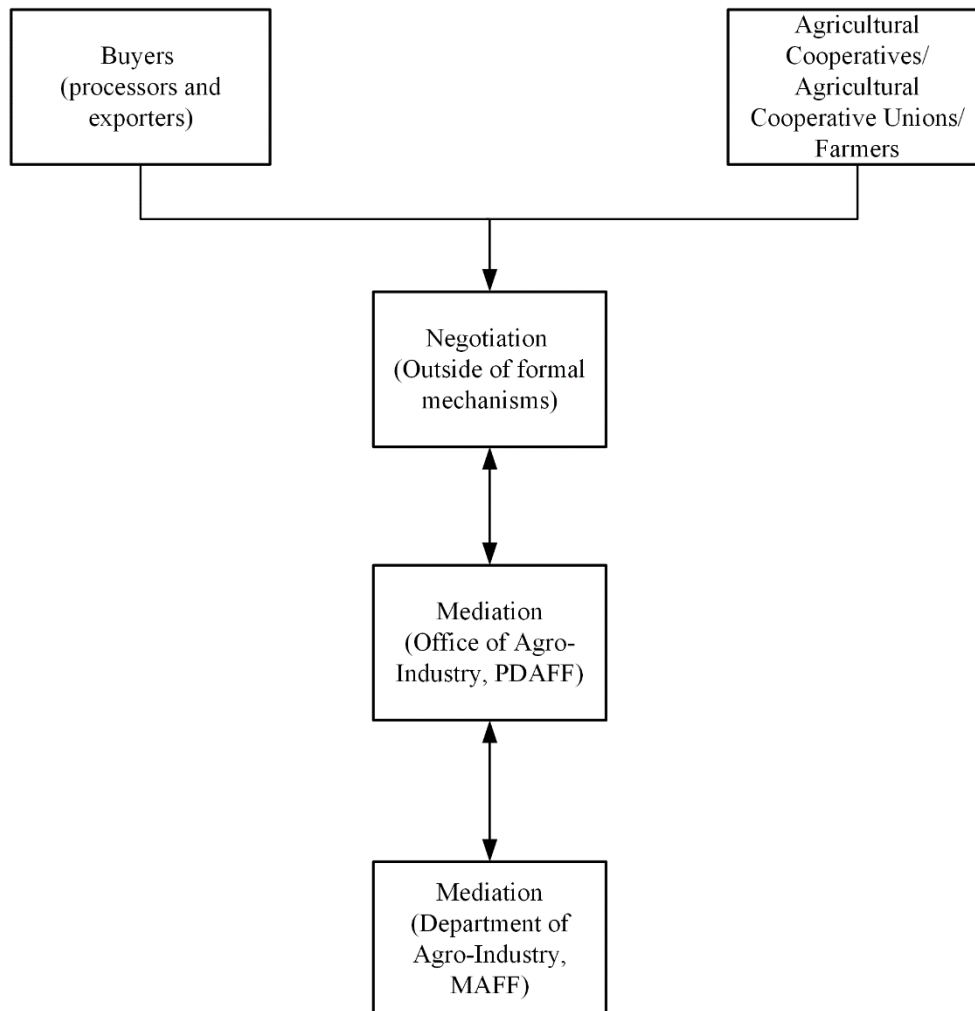 Buyers
(processors and
exporters)
Agricultural
Cooperatives/
Agricultural
Cooperative Unions/
Farmers
Negotiation
(Outside of formal
mechanisms)
Mediation
(Office of Agro-
Industry, PDAFF)
Mediation
(Department of
Agro-Industry,
MAFF)